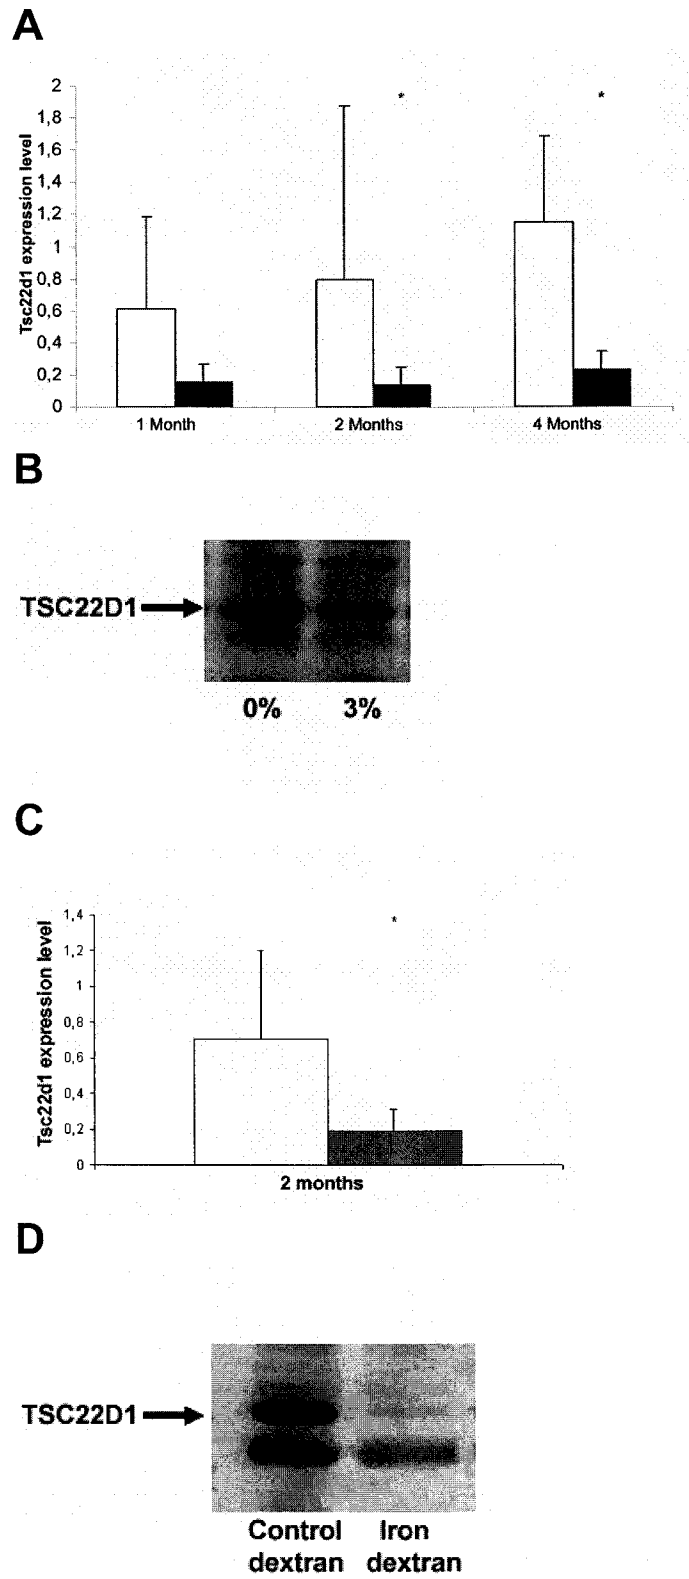 A
Tsc22d1 expression level
2
*
*
1,8
1,6
1,4
1,2
1
0,8
0,6
0,4
0,2
0
1 Month
2 Months
4 Months
B
TSC22D1
0%
3%
C
Tsc22d1 expression level
1,4
*
1,2
1
0,8
0,6
0,4
0,2
0
2 months
D
TSC22D1
Control
dextran
Iron
dextran